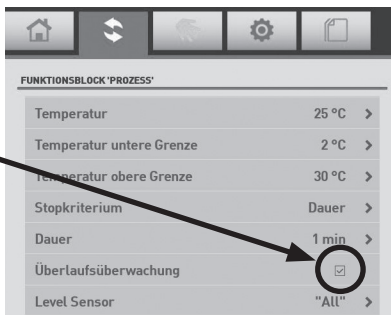 FUNKTIONSBLOCK 'PROZESS'
Temperatur 25 °C
Temperatur untere Grenze 2 °C
Temperatur obere Grenze 30 °C
Stopkriterium Dauer
Dauer 1 min
Überlaufsüberwachung
Level Sensor "All"